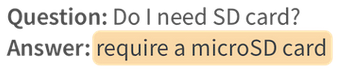 Question: Do I need SD card?
Answer: require a microSD card